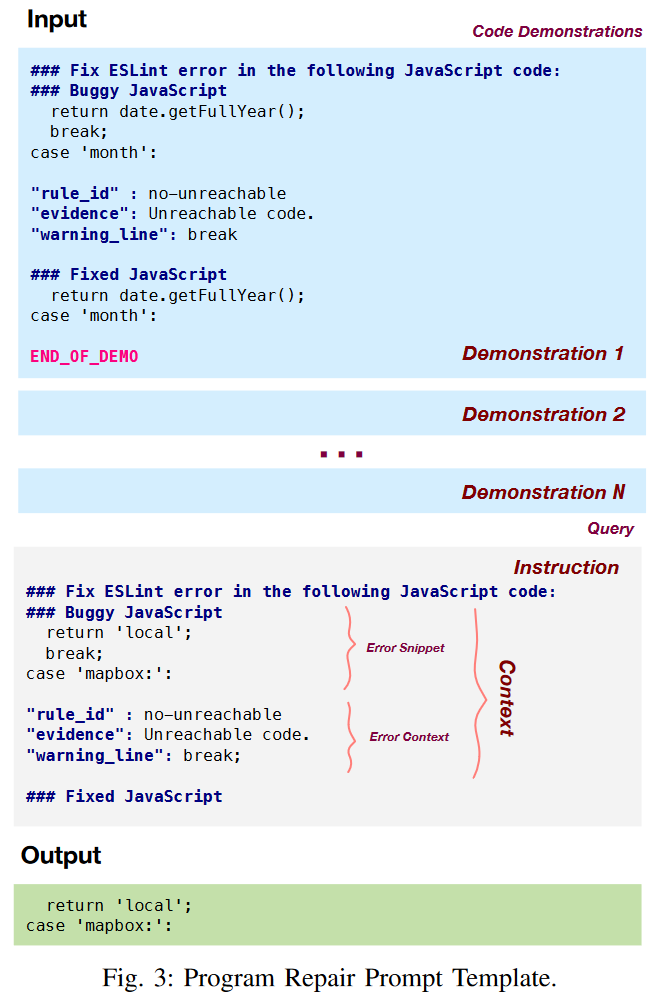 Input
Code Demonstrations
### Fix ESLint error in the following JavaScript code:
### Buggy JavaScript
  return date.getFullYear();
  break;
case 'month':
"rule_id" : no-unreachable
"evidence": Unreachable code.
"warning_line": break
### Fixed JavaScript
  return date.getFullYear();
case 'month':
END_OF_DEMO
Demonstration 1
Demonstration 2
...
Demonstration N
Query
Instruction
### Fix ESLint error in the following JavaScript code:
### Buggy JavaScript
  return 'local';
  break;
case 'mapbox:':
Error Snippet
"rule_id" : no-unreachable
"evidence": Unreachable code.
"warning_line": break;
Error Context
Context
### Fixed JavaScript
Output
  return 'local';
case 'mapbox:':
Fig. 3: Program Repair Prompt Template.